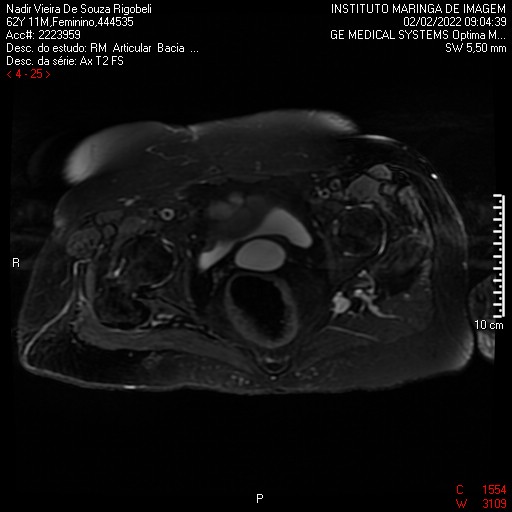 Nadir Vieira De Souza Rigobeli
62Y 11M,Feminino,444535
Acc#: 2223959
Desc. do estudo: RM Articular Bacia ...
Desc. da série: Ax T2 FS
< 4 - 25 >
INSTITUTO MARINGA DE IMAGEM
02/02/2022 09:04:39
GE MEDICAL SYSTEMS Optima M...
SW 5,50 mm
R
10 cm
P
C 1554
W 3109